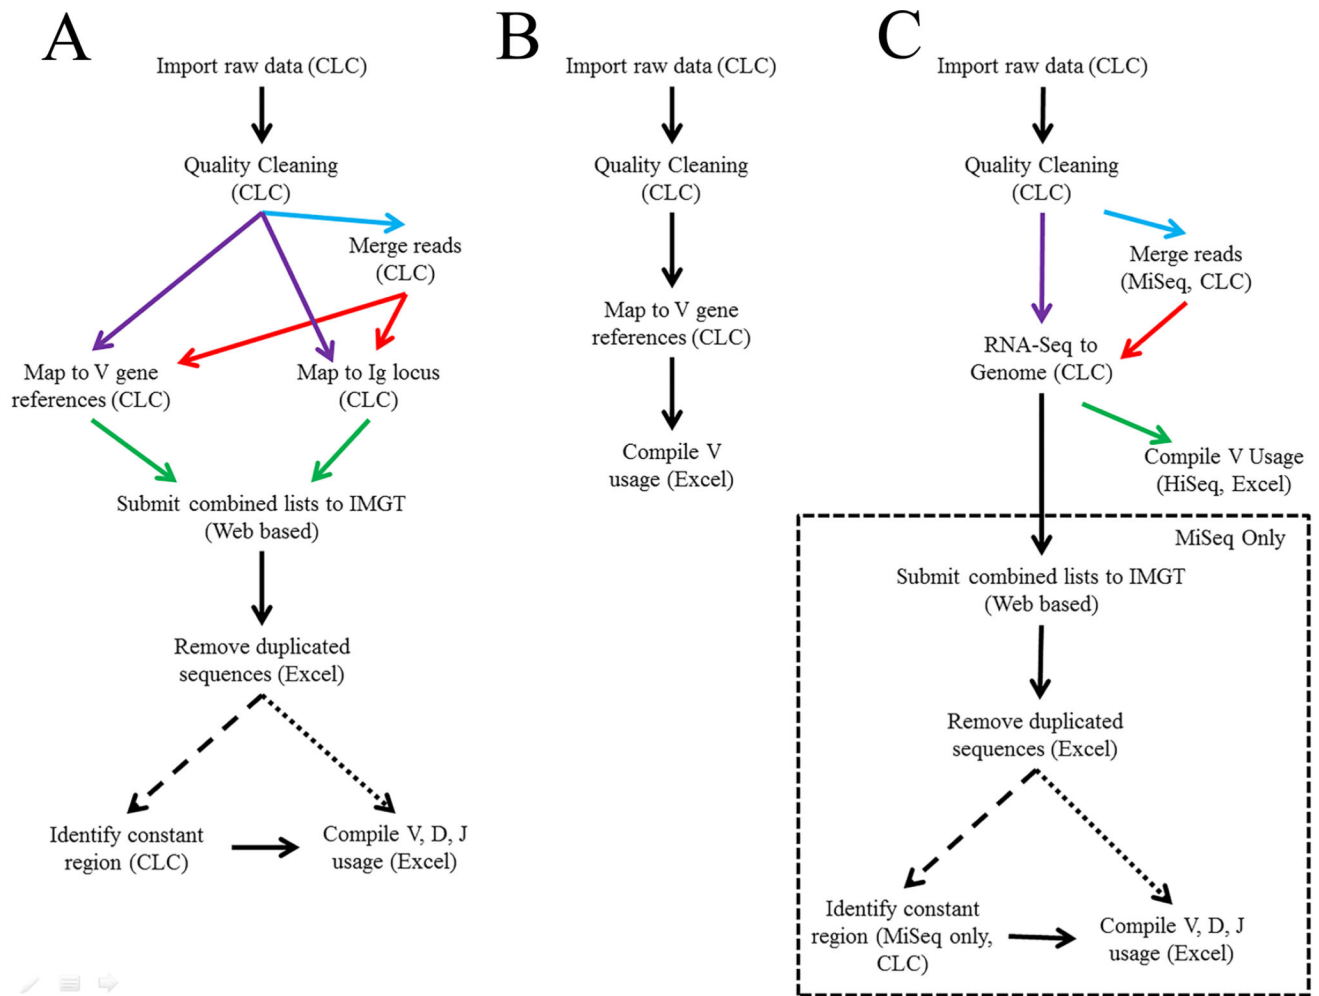 A
Import raw data (CLC)
Quality Cleaning
(CLC)
Merge reads
(CLC)
Map to V gene
references (CLC)
Map to Ig locus
(CLC)
Submit combined lists to IMGT
(Web based)
Remove duplicated
sequences (Excel)
Identify constant
region (CLC)
Compile V, D, J
usage (Excel)
B
Import raw data (CLC)
Quality Cleaning
(CLC)
Map to V gene
references (CLC)
Compile V
usage (Excel)
C
Import raw data (CLC)
Quality Cleaning
(CLC)
Merge reads
(MiSeq, CLC)
RNA-Seq to
Genome (CLC)
Compile V Usage
(HiSeq, Excel)
MiSeq Only
Submit combined lists to IMGT
(Web based)
Remove duplicated
sequences (Excel)
Identify constant
region (MiSeq only,
CLC)
Compile V, D, J
usage (Excel)